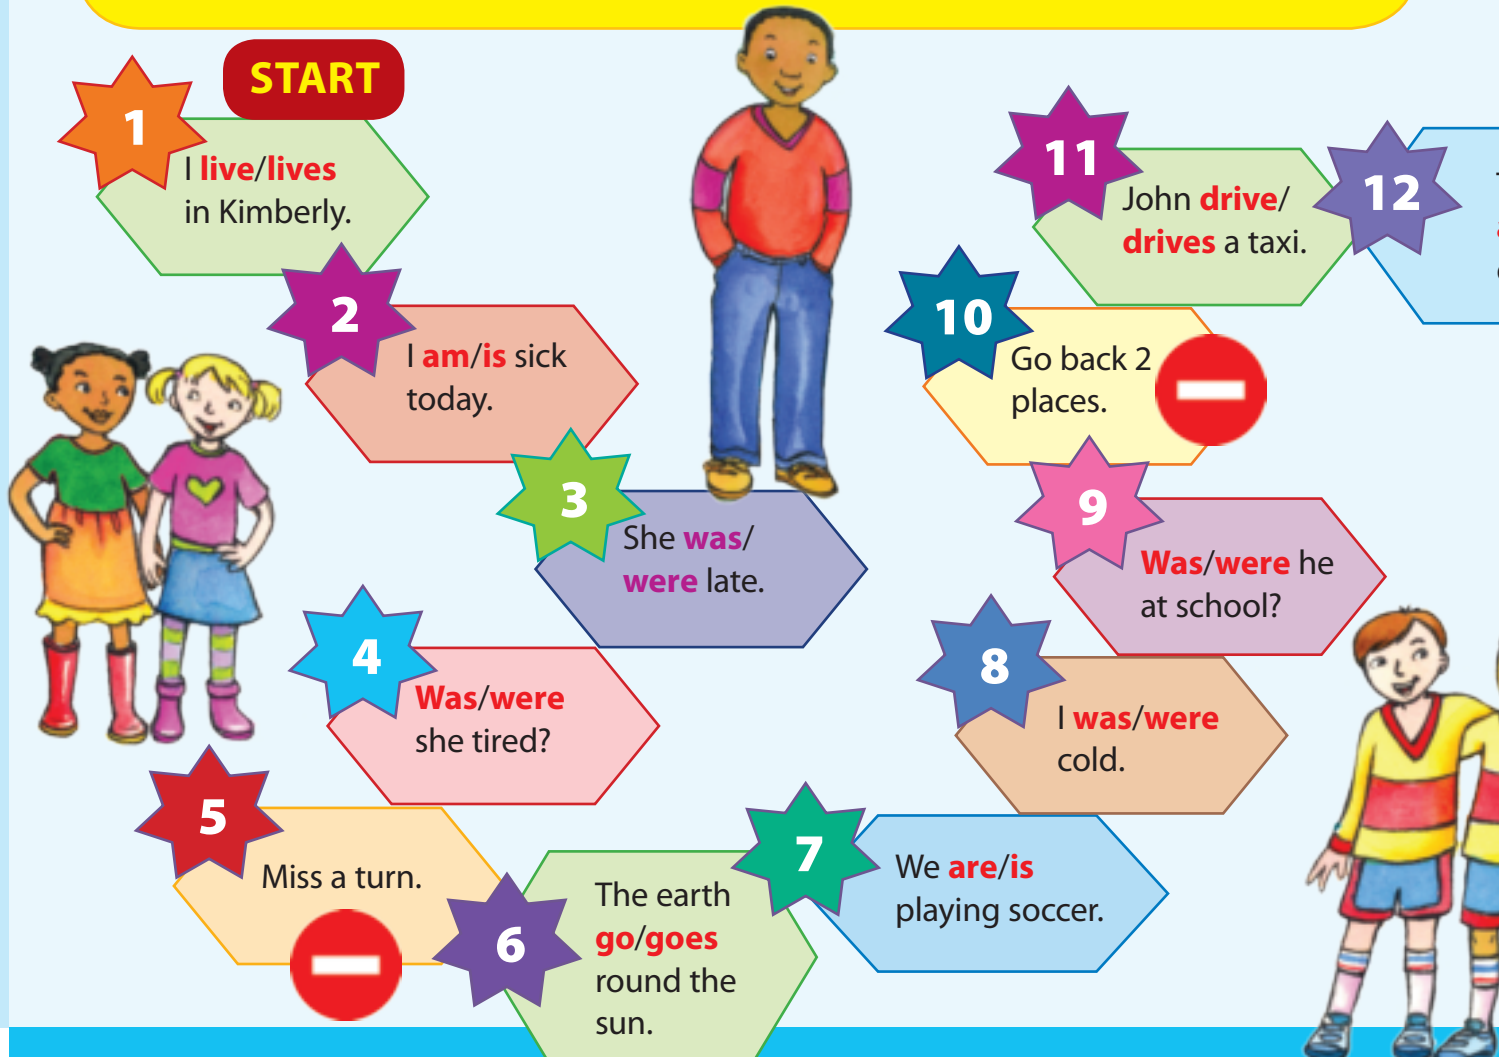 START
1
I live/lives
in Kimberly.
2
I am/is sick
today.
3
She was/
were late.
4
Was/were
she tired?
5
Miss a turn.
6
The earth
go/goes
round the
sun.
7
We are/is
playing soccer.
8
I was/were
cold.
9
Was/were he
at school?
10
Go back 2
places.
11
John drive/
drives a taxi.
12